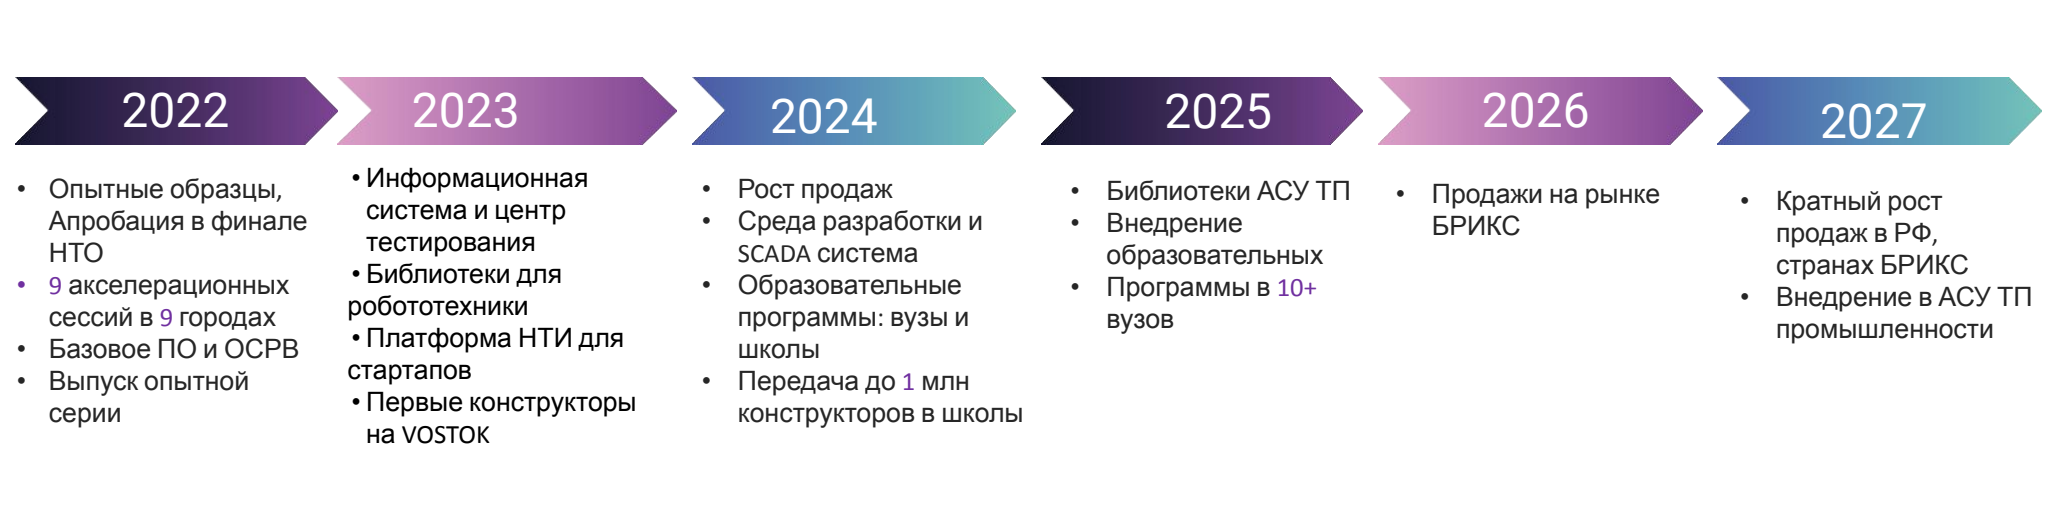 2022
• Опытные образцы,
Апробация в финале
НТО
• 9 акселерационных
сессий в 9 городах
• Базовое ПО и ОСРВ
• Выпуск опытной
серии
2023
• Информационная
система и центр
тестирования
• Библиотеки для
робототехники
• Платформа НТИ для
стартапов
• Первые конструкторы
на VOSTOK
2024
• Рост продаж
• Среда разработки и
SCADA система
• Образовательные
программы: вузы и
школы
• Передача до 1 млн
конструкторов в школы
2025
• Библиотеки АСУ ТП
• Внедрение
образовательных
• Программы в 10+
вузов
2026
• Продажи на рынке
БРИКС
2027
• Кратный рост
продаж в РФ,
странах БРИКС
• Внедрение в АСУ ТП
промышленности